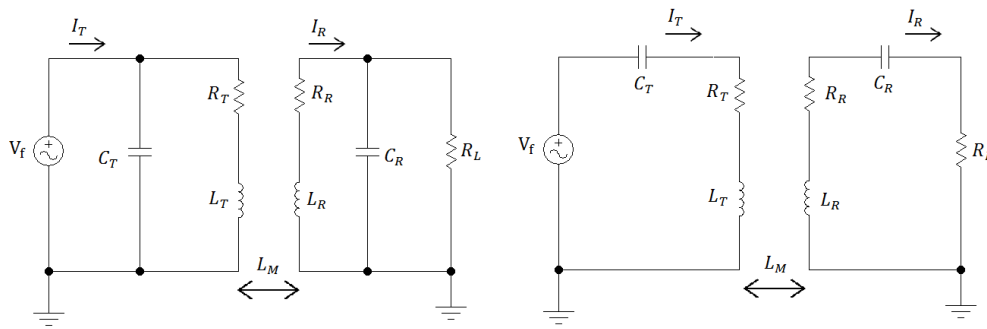 I_T
I_R
V_f
C_T
R_T
L_T
R_R
L_R
C_R
R_L
L_M
I_T
I_R
V_f
C_T
R_T
L_T
R_R
L_R
C_R
L_M